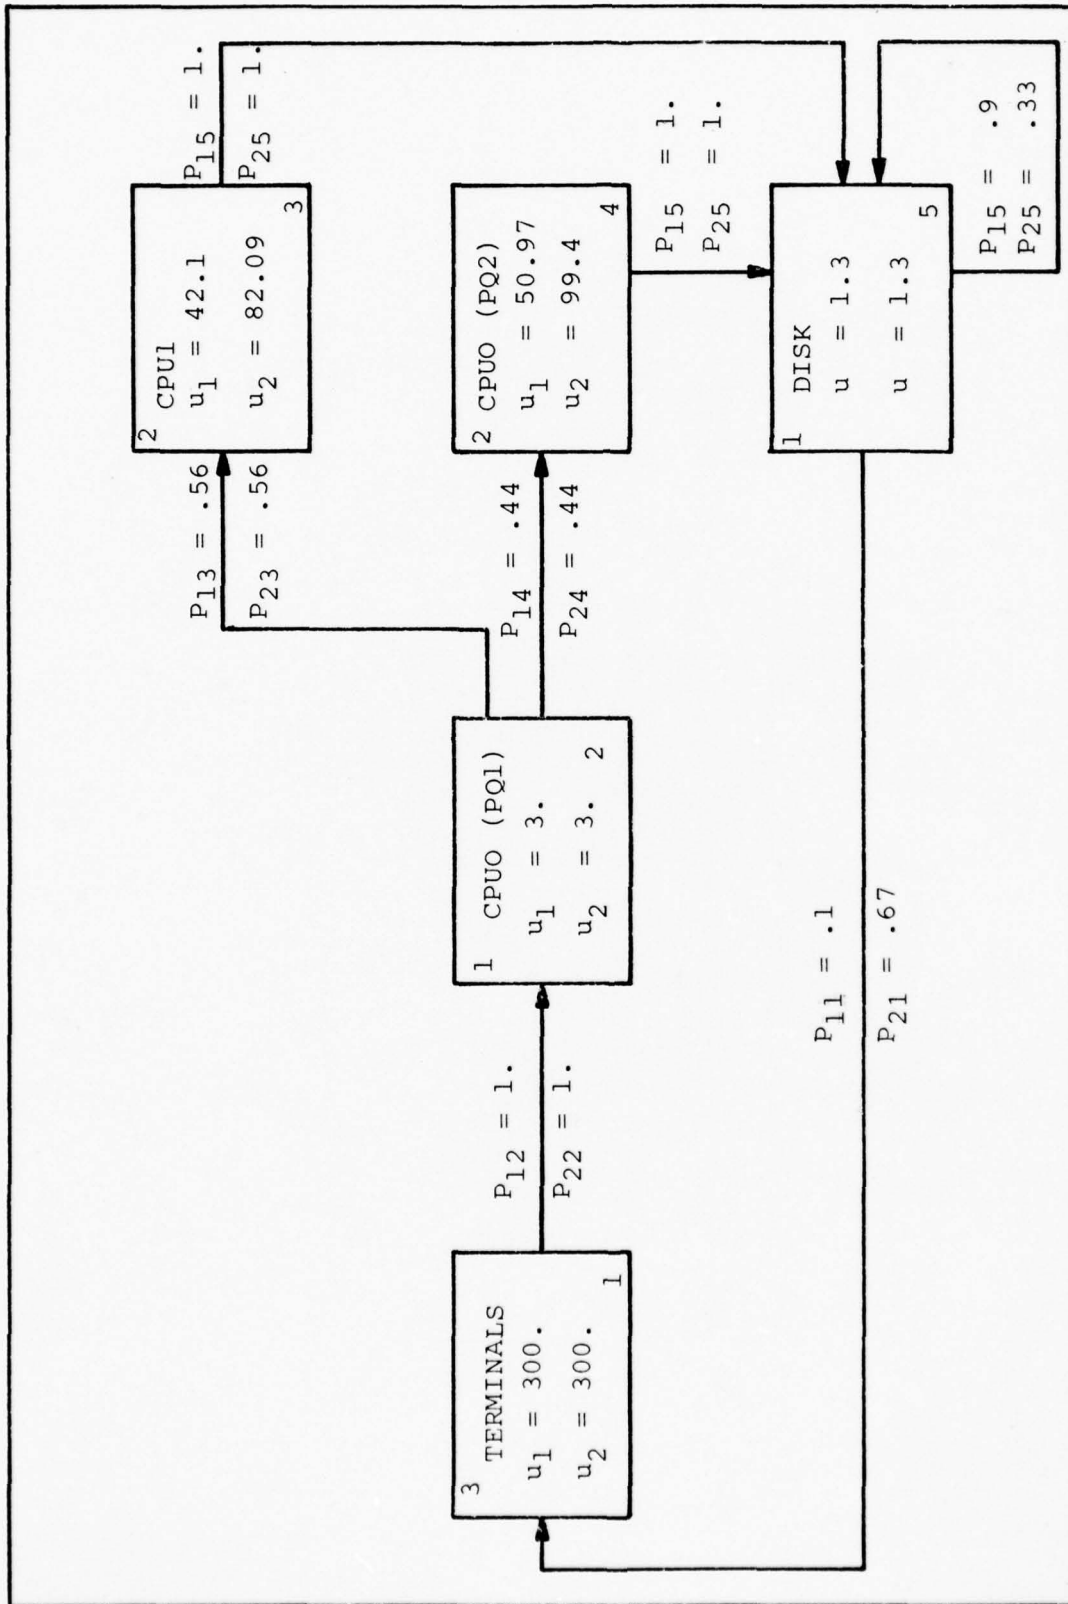 P15 = 1.
P25 = 1.
2
CPU1
u1 = 42.1
u2 = 82.09
3
P13 = .56
P23 = .56
2
CPUO (PQ2)
u1 = 50.97
u2 = 99.4
4
P14 = .44
P24 = .44
P15 = 1.
P25 = 1.
1
CPUO (PQ1)
u1 = 3.
u2 = 3.
2
P12 = 1.
P22 = 1.
3
TERMINALS
u1 = 300.
u2 = 300.
1
1
DISK
u = 1.3
u = 1.3
5
P15 = .9
P25 = .33
P11 = .1
P21 = .67